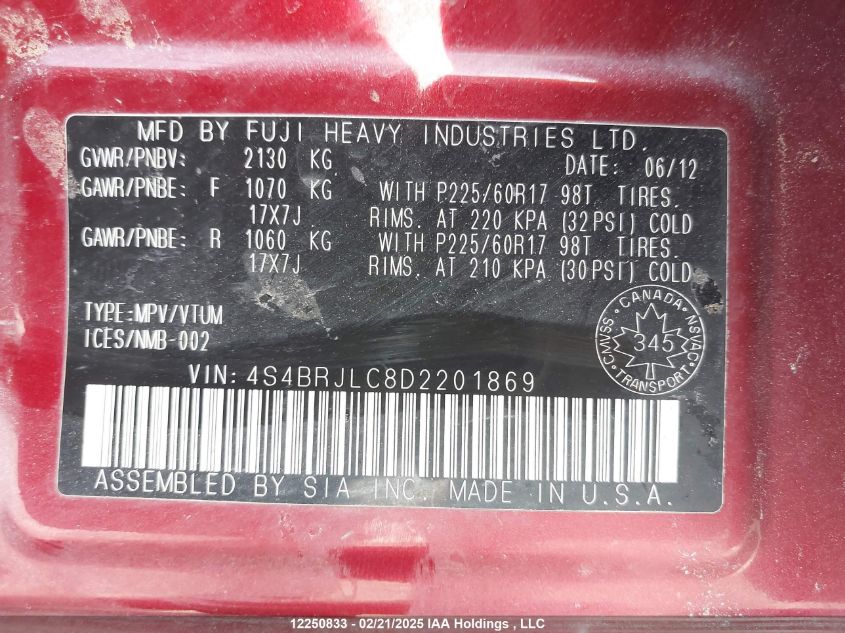 MFD BY FUJI HEAVY INDUSTRIES LTD.
GVWR/PNBV: 2130 KG DATE: 06/12
GAWR/PNBE: F 1070 KG WITH P225/60R17 98T TIRES.
17X7J RIMS. AT 220 KPA (32PSI) COLD
GAWR/PNBE: R 1060 KG WITH P225/60R17 98T TIRES.
17X7J RIMS. AT 210 KPA (30PSI) COLD
TYPE:MPV/VTUM
ICES/NMB-002
CANADA
CMVSS 345 NSVAC
TRANSPORT
VIN: 4S4BRJLC8D2201869
ASSEMBLED BY SIA INC. MADE IN U.S.A.
12250833 - 02/21/2025 IAA Holdings , LLC